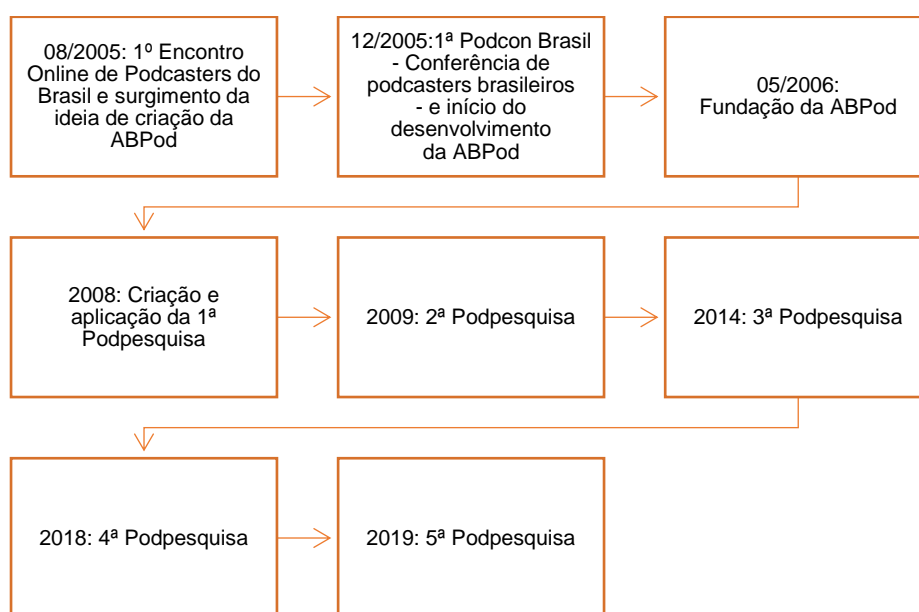 08/2005: 1º Encontro
Online de Podcasters do
Brasil e surgimento da
ideia de criação da
ABPod
12/2005:1ª Podcon Brasil
- Conferência de
podcasters brasileiros
- e início do
desenvolvimento
da ABPod
05/2006:
Fundação da ABPod
2008: Criação e
aplicação da 1ª
Podpesquisa
2009: 2ª Podpesquisa
2014: 3ª Podpesquisa
2018: 4ª Podpesquisa
2019: 5ª Podpesquisa